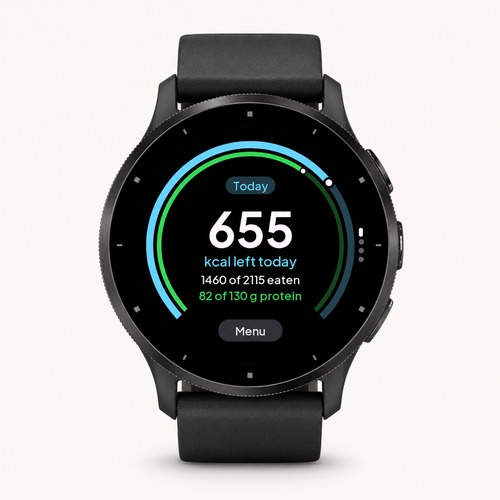 Today
655
kcal left today
1460 of 2115 eaten
82 of 130 g protein
Menu